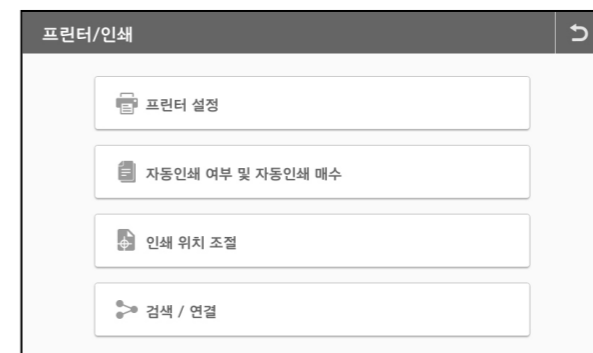 프린터/인쇄
프린터 설정
자동인쇄 여부 및 자동인쇄 매수
인쇄 위치 조절
검색 / 연결